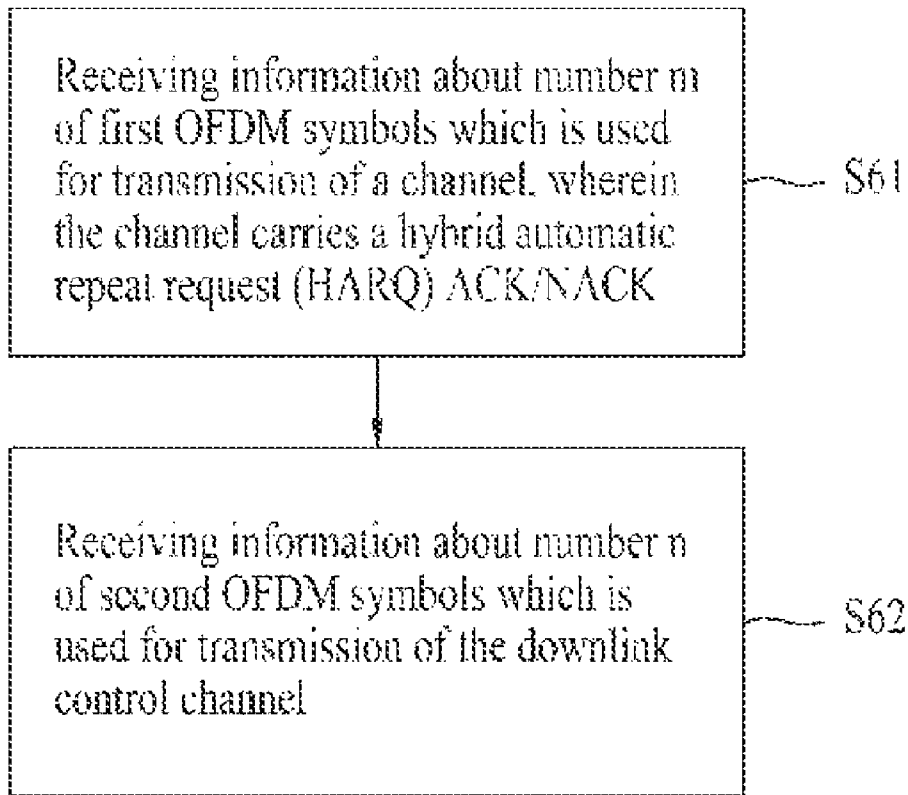 Receiving information about number m
of first OFDM symbols which is used
for transmission of a channel, wherein
the channel carries a hybrid automatic
repeat request (HARQ) ACK/NACK
S61
Receiving information about number n
of second OFDM symbols which is
used for transmission of the downlink
control channel
S62